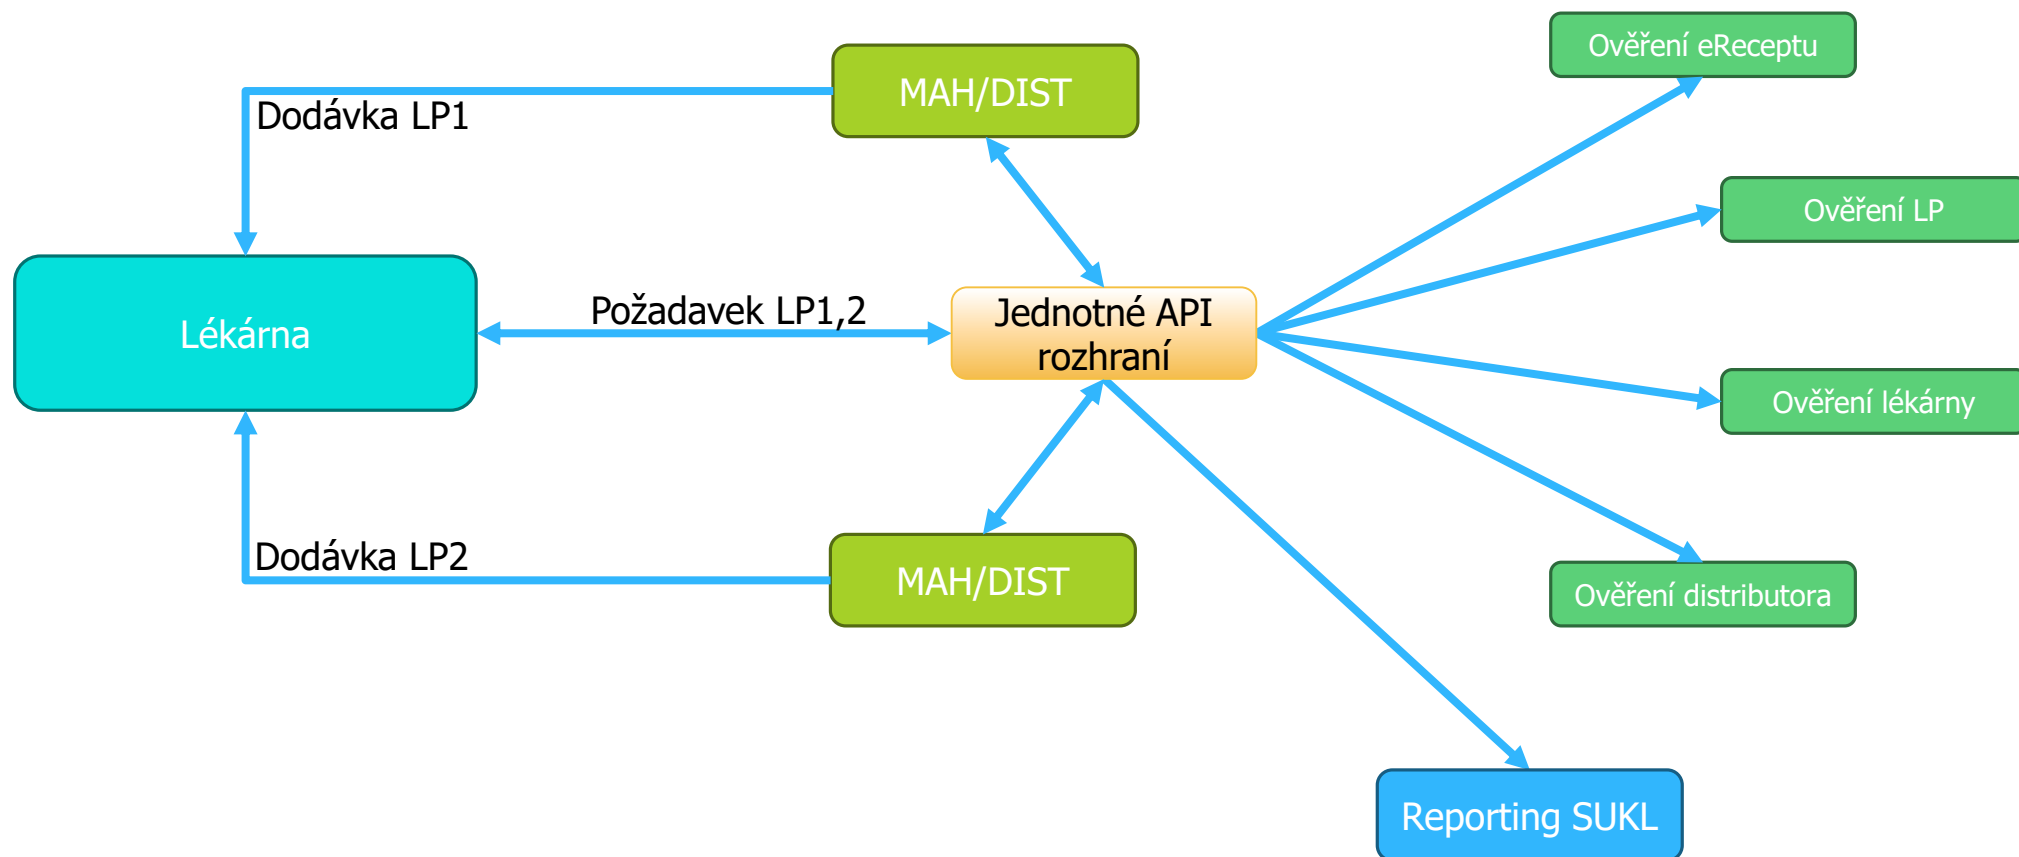 Ověření eReceptu
MAH/DIST
Dodávka LP1
Ověření LP
Požadavek LP1,2
Jednotné API
rozhraní
Lékárna
Ověření lékárny
Dodávka LP2
MAH/DIST
Ověření distributora
Reporting SUKL